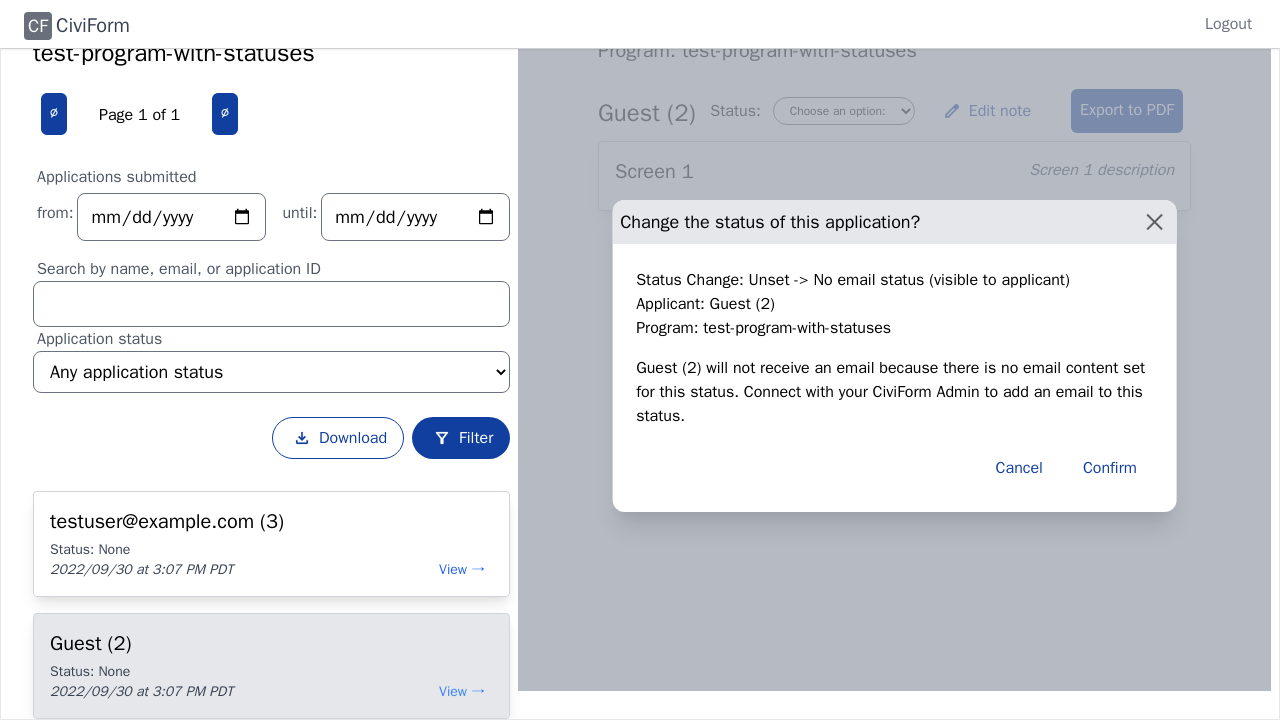 CF CiviForm
Logout
test-program-with-statuses
ø Page 1 of 1 ø
Applications submitted
from: mm/dd/yyyy until: mm/dd/yyyy
Search by name, email, or application ID
Application status
Any application status
Download Filter
testuser@example.com (3)
Status: None
2022/09/30 at 3:07 PM PDT
View →
Guest (2)
Status: None
2022/09/30 at 3:07 PM PDT
View →
Program: test-program-with-statuses
Guest (2) Status: Choose an option: Edit note Export to PDF
Screen 1
Screen 1 description
Change the status of this application?
Status Change: Unset -> No email status (visible to applicant)
Applicant: Guest (2)
Program: test-program-with-statuses
Guest (2) will not receive an email because there is no email content set
for this status. Connect with your CiviForm Admin to add an email to this
status.
Cancel Confirm